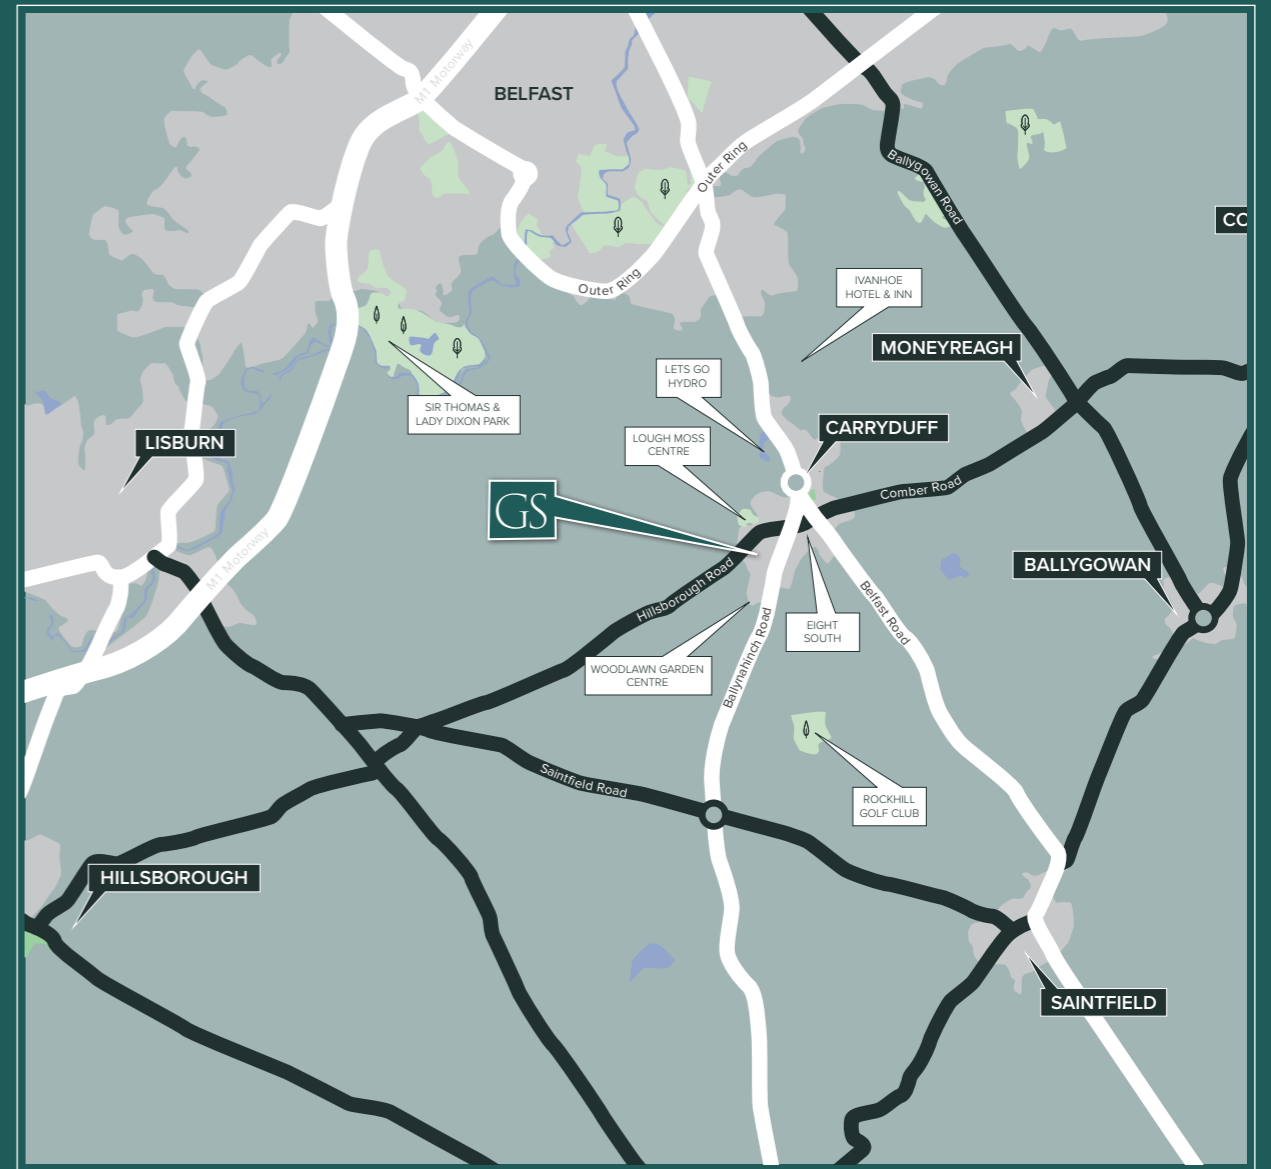 M1 Motorway
BELFAST
Outer Ring
Ballygowan Road
CO
IVANHOE
HOTEL & INN
Outer Ring
MONEYREAGH
LETS GO
HYDRO
SIR THOMAS &
LADY DIXON PARK
CARRYDUFF
LISBURN
LOUGH MOSS
CENTRE
Comber Road
GS
M1 Motorway
BALLYGOWAN
Hillsborough Road
Belfast Road
EIGHT
SOUTH
Ballynahinch Road
WOODLAWN GARDEN
CENTRE
Saintfield Road
ROCKHILL
GOLF CLUB
HILLSBOROUGH
SAINTFIELD